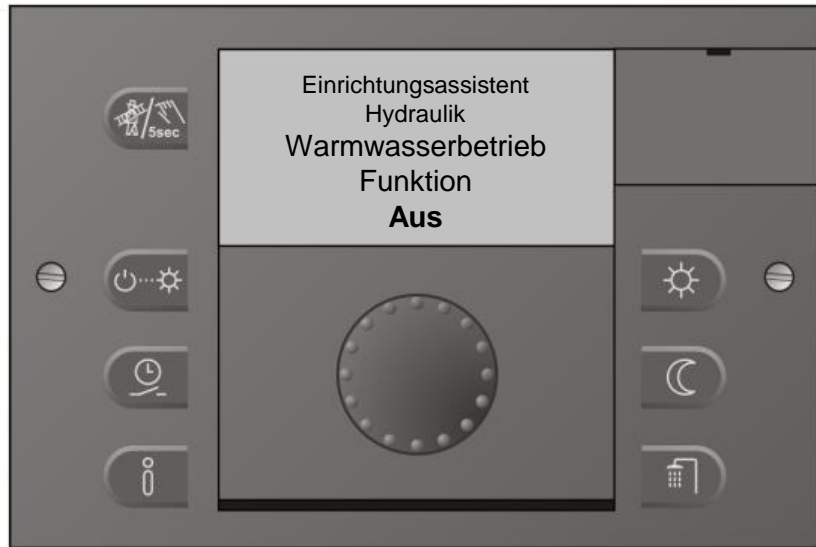 Einrichtungsassistent
Hydraulik
Warmwasserbetrieb
Funktion
Aus
5sec